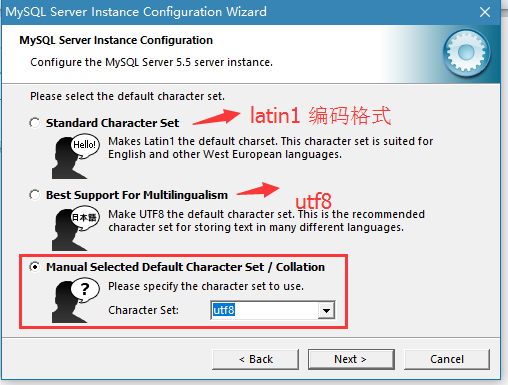 MySQL Server Instance Configuration Wizard
MySQL Server Instance Configuration
Configure the MySQL Server 5.5 server instance.
Please select the default character set.
Standard Character Set
latin1 编码格式
Hello!
Makes Latin1 the default charset. This character set is suited for
English and other West European languages.
Best Support For Multilingualism
utf8
日本語
Make UTF8 the default character set. This is the recommended
character set for storing text in many different languages.
Manual Selected Default Character Set / Collation
?
Please specify the character set to use.
Character Set: utf8
< Back Next > Cancel